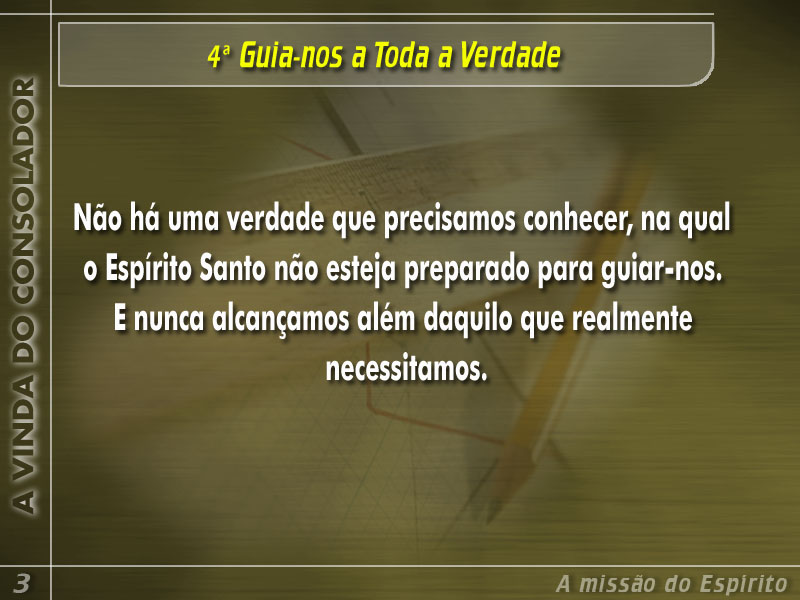 4ª Guia-nos a Toda a Verdade
A VINDA DO CONSOLADOR
Não há uma verdade que precisamos conhecer, na qual
o Espírito Santo não esteja preparado para guiar-nos.
E nunca alcançamos além daquilo que realmente
necessitamos.
3
A missão do Espírito